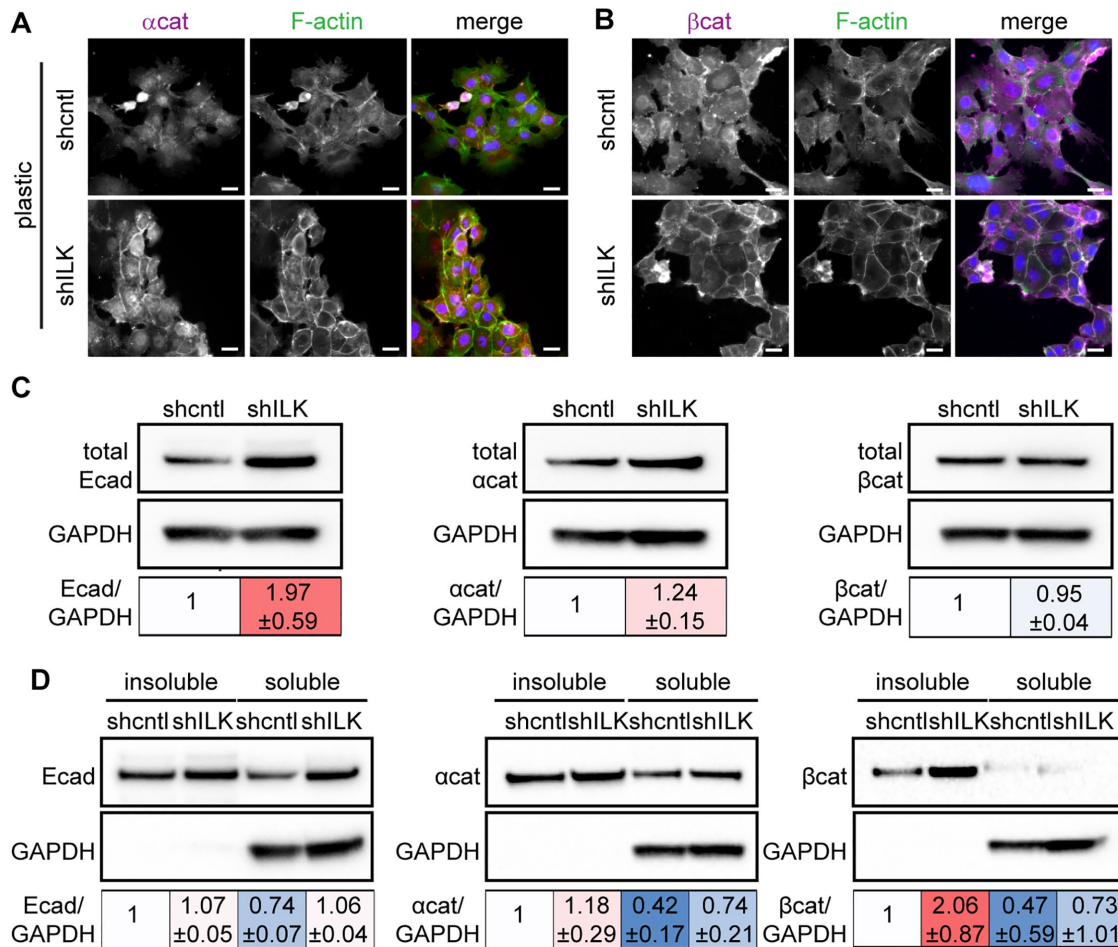 A
αcat
F-actin
merge
plastic
shcntl
shILK
B
βcat
F-actin
merge
shcntl
shILK
C
shcntl shILK
total
Ecad
GAPDH
Ecad/
GAPDH
1
1.97
±0.59
shcntl shILK
total
αcat
GAPDH
αcat/
GAPDH
1
1.24
±0.15
shcntl shILK
total
βcat
GAPDH
βcat/
GAPDH
1
0.95
±0.04
D
insoluble soluble
shcntl shILK shcntl shILK
Ecad
GAPDH
Ecad/
GAPDH
1
1.07
±0.05
0.74
±0.07
1.06
±0.04
insoluble soluble
shcntl shILK shcntl shILK
αcat
GAPDH
αcat/
GAPDH
1
1.18
±0.29
0.42
±0.17
0.74
±0.21
insoluble soluble
shcntl shILK shcntl shILK
βcat
GAPDH
βcat/
GAPDH
1
2.06
±0.87
0.47
±0.59
0.73